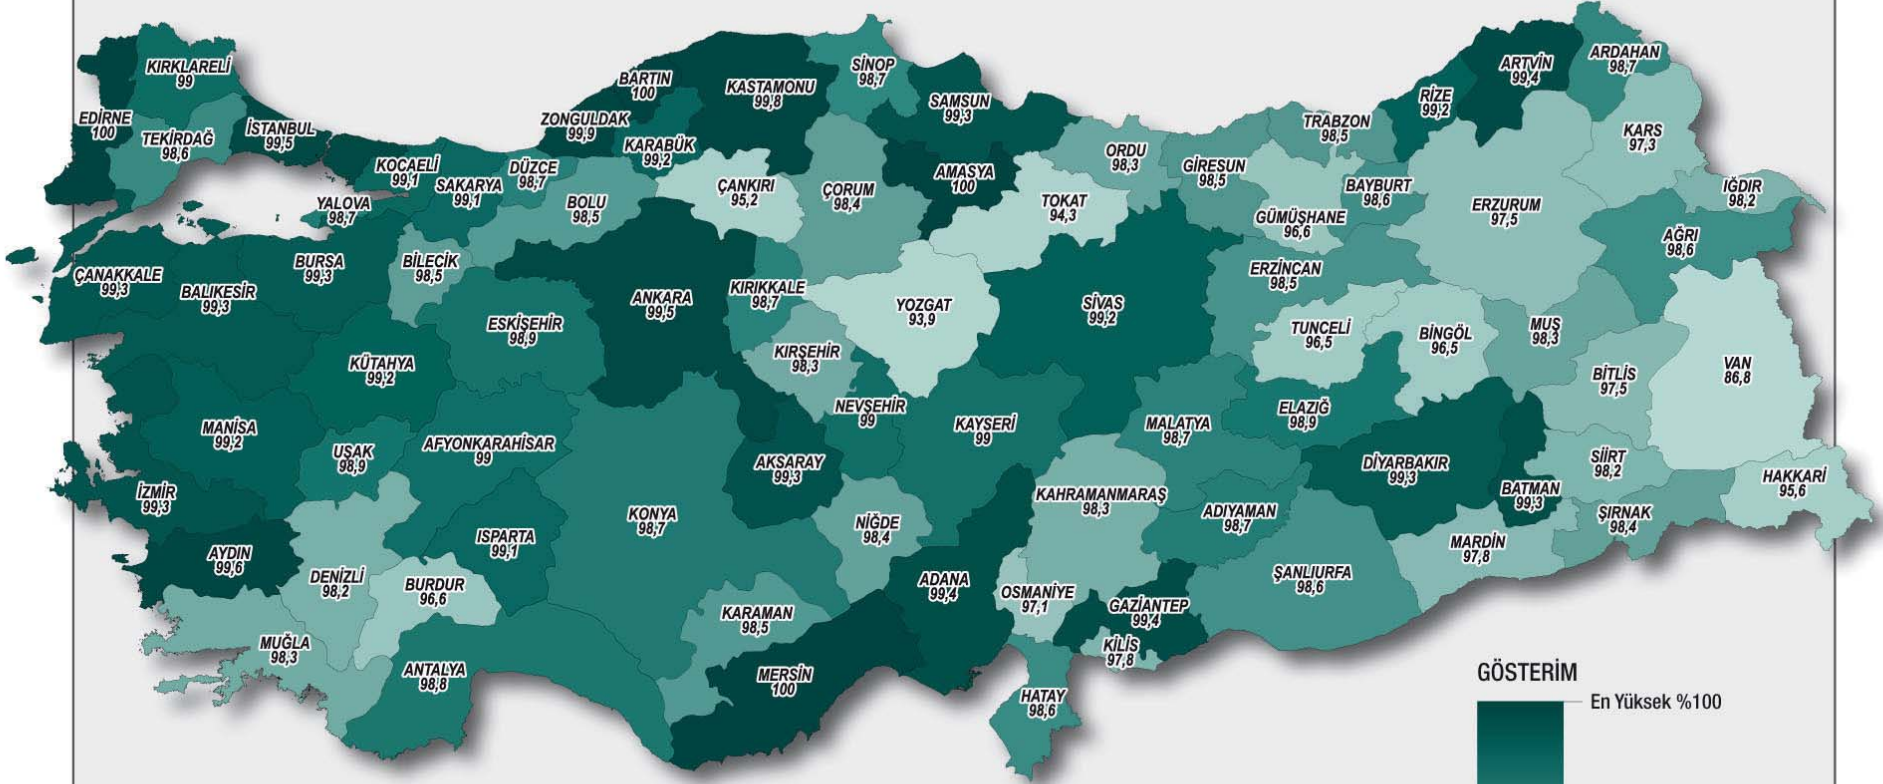 KIRKLARELİ
99
EDİRNE
100
TEKİRDAĞ
98,6
İSTANBUL
99,5
KOCAELİ
99,1
YALOVA
98,7
SAKARYA
99,1
DÜZCE
98,7
ZONGULDAK
99,9
BARTIN
100
KARABÜK
99,2
KASTAMONU
99,8
SİNOP
98,7
SAMSUN
99,3
BOLU
98,5
ÇANKIRI
95,2
ÇORUM
98,4
AMASYA
100
TOKAT
94,3
ORDU
98,3
GİRESUN
98,5
TRABZON
98,5
RİZE
99,2
ARTVİN
99,4
ARDAHAN
98,7
KARS
97,3
IĞDIR
98,2
AĞRI
98,6
ERZURUM
97,5
BAYBURT
98,6
GÜMÜŞHANE
96,6
ERZİNCAN
98,5
ÇANAKKALE
99,3
BALIKESİR
99,3
BURSA
99,3
BİLECİK
98,5
ESKİŞEHİR
98,9
ANKARA
99,5
KIRIKKALE
98,7
YOZGAT
93,9
SİVAS
99,2
TUNCELİ
96,5
BİNGÖL
96,5
MUŞ
98,3
BİTLİS
97,5
VAN
86,8
KÜTAHYA
99,2
KIRŞEHİR
98,3
NEVŞEHİR
99
KAYSERİ
99
MALATYA
98,7
ELAZIĞ
98,9
MANİSA
99,2
UŞAK
98,9
AFYONKARAHİSAR
99
AKSARAY
99,3
DİYARBAKIR
99,3
BATMAN
99,3
SİİRT
98,2
HAKKARİ
95,6
ŞIRNAK
98,4
MARDİN
97,8
İZMİR
99,3
AYDIN
99,6
DENİZLİ
98,2
BURDUR
96,6
ISPARTA
99,1
KONYA
98,7
NİĞDE
98,4
KAHRAMANMARAŞ
98,3
ADIYAMAN
98,7
ŞANLIURFA
98,6
MUĞLA
98,3
ANTALYA
98,8
KARAMAN
98,5
MERSİN
100
ADANA
99,4
OSMANİYE
97,1
GAZİANTEP
99,4
KİLİS
97,8
HATAY
98,6
GÖSTERİM
En Yüksek %100